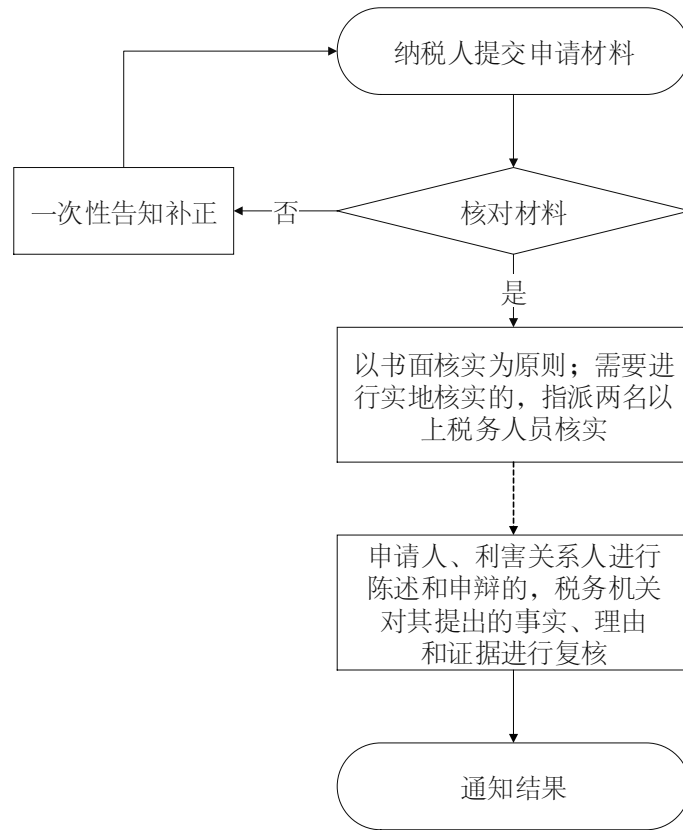 纳税人提交申请材料
一次性告知补正
否
核对材料
是
以书面核实为原则；需要进
行实地核实的，指派两名以
上税务人员核实
申请人、利害关系人进行
陈述和申辩的，税务机关
对其提出的事实、理由
和证据进行复核
通知结果